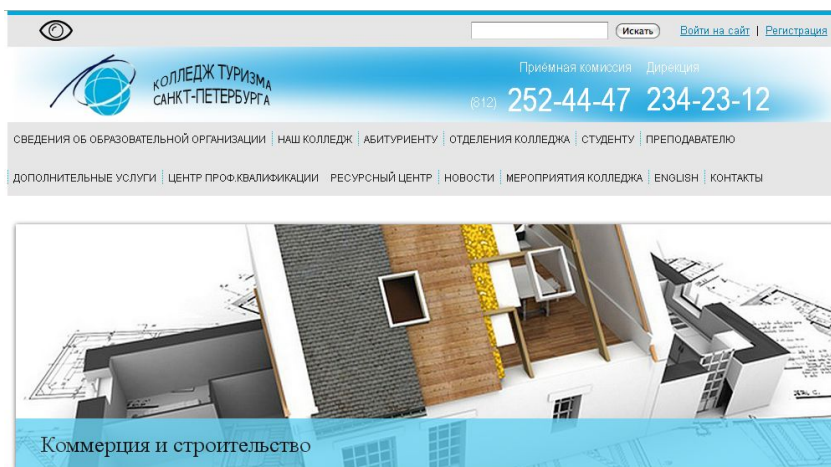 Искать
Войти на сайт | Регистрация
КОЛЛЕДЖ ТУРИЗМА
САНКТ-ПЕТЕРБУРГА
Приёмная комиссия Дирекция
(812) 252-44-47 234-23-12
СВЕДЕНИЯ ОБ ОБРАЗОВАТЕЛЬНОЙ ОРГАНИЗАЦИИ НАШ КОЛЛЕДЖ АБИТУРИЕНТУ ОТДЕЛЕНИЯ КОЛЛЕДЖА СТУДЕНТУ ПРЕПОДАВАТЕЛЮ
ДОПОЛНИТЕЛЬНЫЕ УСЛУГИ ЦЕНТР ПРОФ.КВАЛИФИКАЦИИ РЕСУРСНЫЙ ЦЕНТР НОВОСТИ МЕРОПРИЯТИЯ КОЛЛЕДЖА ENGLISH КОНТАКТЫ
Коммерция и строительство